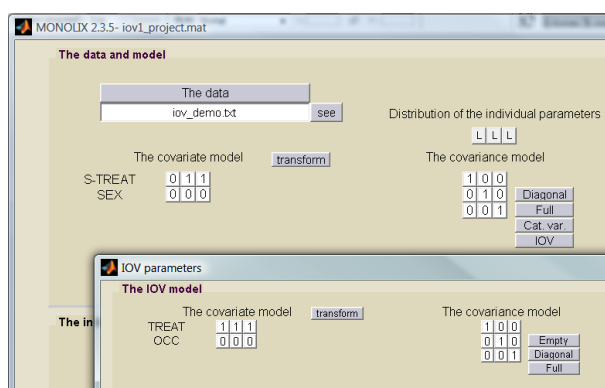 MONOLIX 2.3.5- iov1_project.mat
The data and model
The data
iov_demo.txt see
Distribution of the individual parameters
L L L
The covariate model transform
The covariance model
S-TREAT 0 1 1
SEX 0 0 0
1 0 0
0 1 0 Diagonal
0 0 1 Full
Cat. var.
IOV
IOV parameters
The IOV model
The covariate model transform
The covariance model
TREAT 1 1 1
OCC 0 0 0
1 0 0
0 1 0 Empty
0 0 1 Diagonal
Full
The in